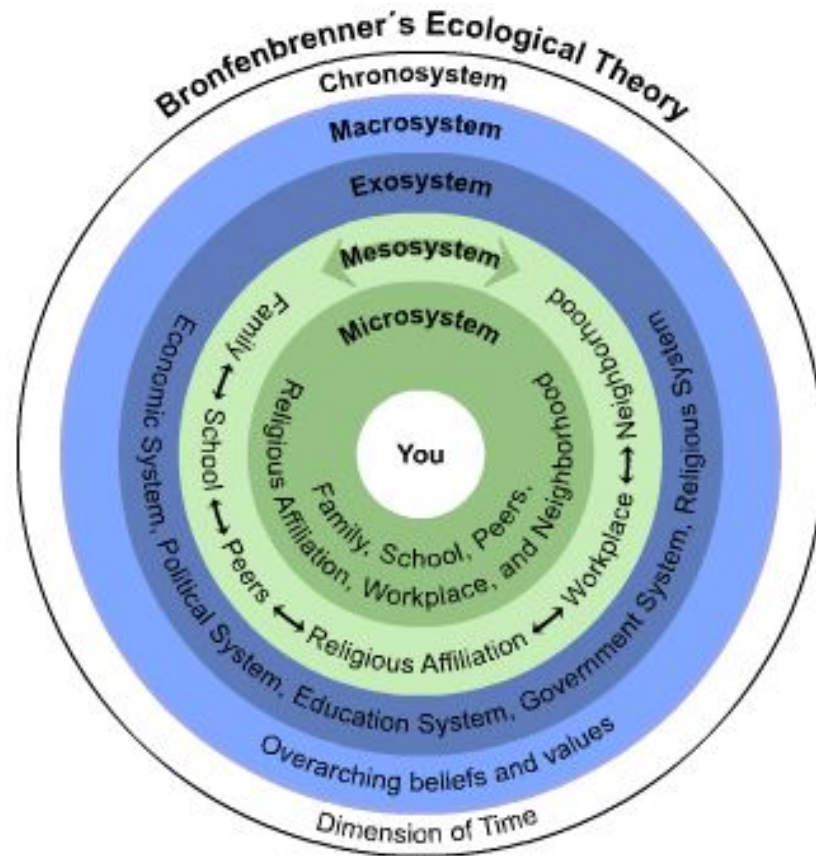 Bronfenbrenner´s Ecological Theory
Chronosystem
Macrosystem
Exosystem
Mesosystem
Microsystem
You
Family, School, Peers,
Religious Affiliation, Workplace, and Neighborhood
Family ↔ School ↔ Peers ↔ Religious Affiliation ↔ Workplace ↔ Neighborhood
Economic System, Political System, Education System, Government System, Religious System
Overarching beliefs and values
Dimension of Time